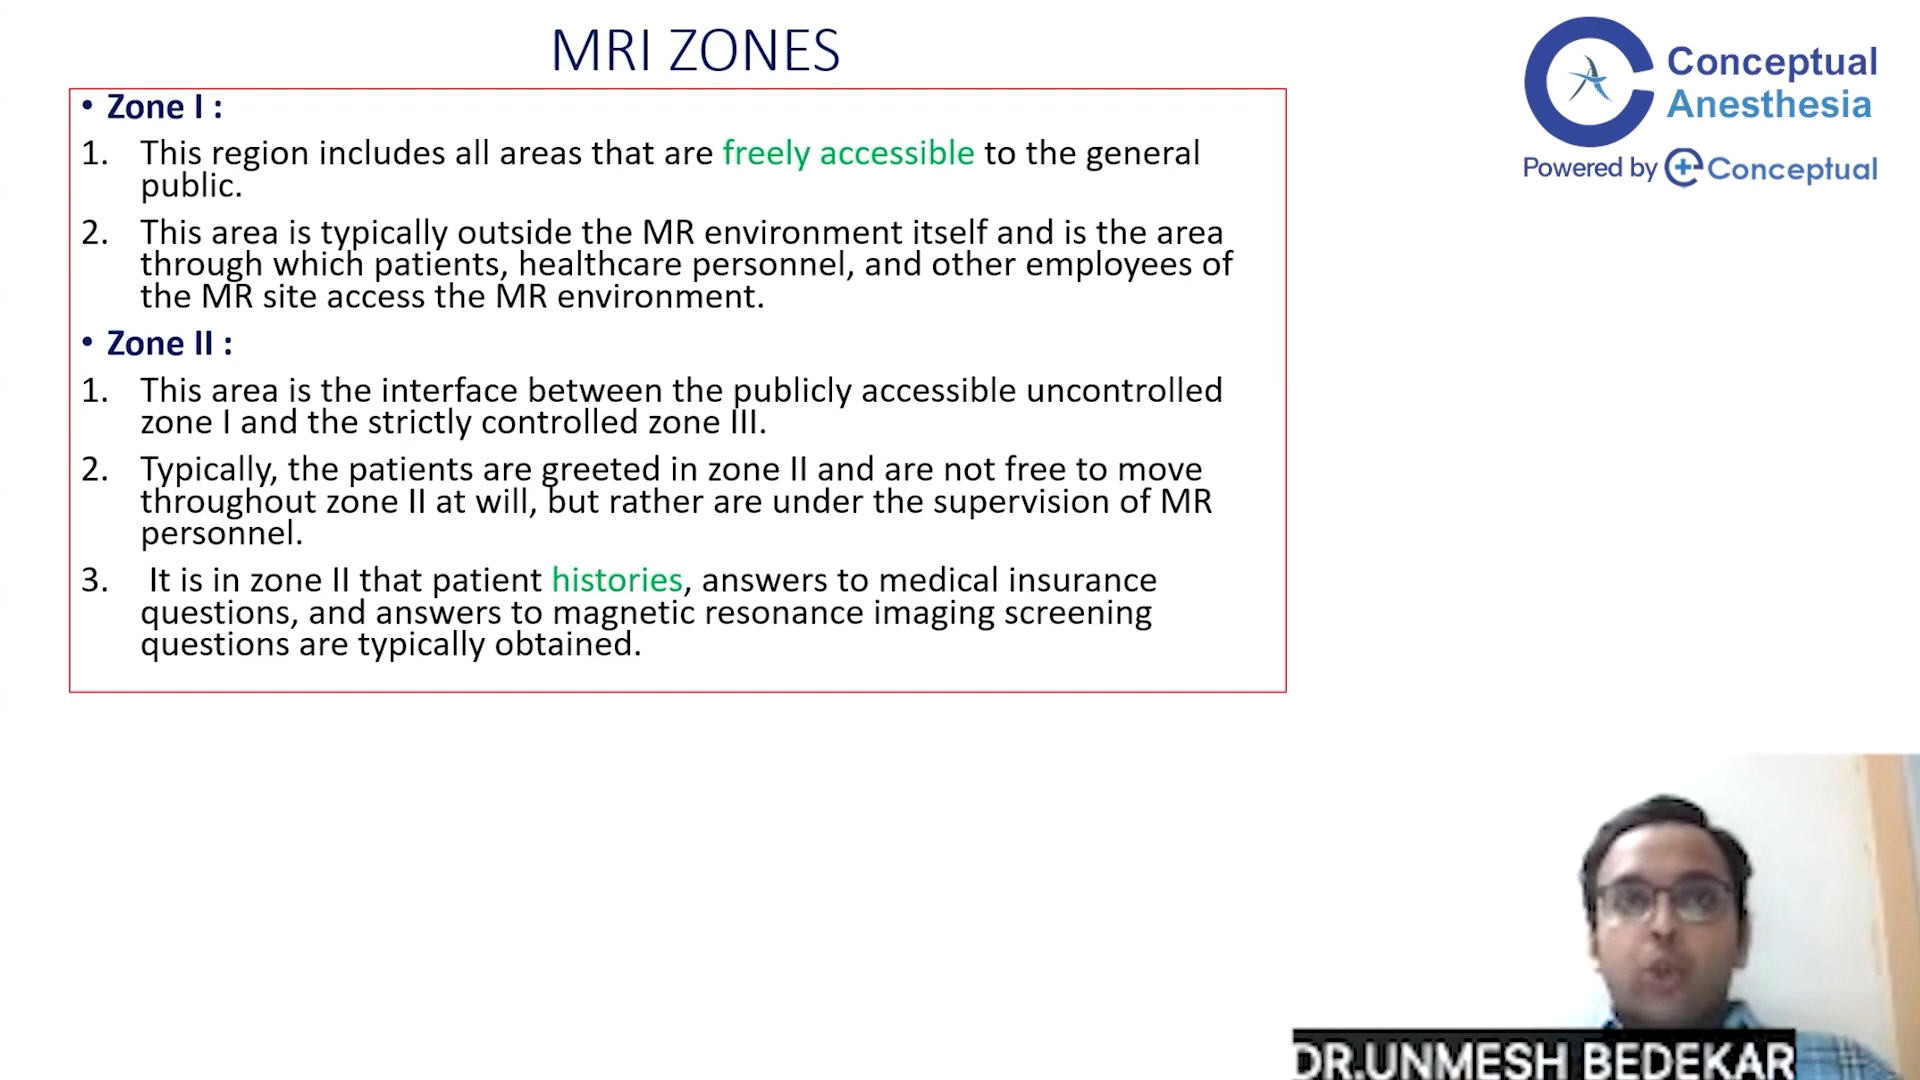 MRI ZONES
Conceptual
Anesthesia
Powered by Conceptual
• Zone I :
1. This region includes all areas that are freely accessible to the general
public.
2. This area is typically outside the MR environment itself and is the area
through which patients, healthcare personnel, and other employees of
the MR site access the MR environment.
• Zone II :
1. This area is the interface between the publicly accessible uncontrolled
zone I and the strictly controlled zone III.
2. Typically, the patients are greeted in zone II and are not free to move
throughout zone II at will, but rather are under the supervision of MR
personnel.
3. It is in zone II that patient histories, answers to medical insurance
questions, and answers to magnetic resonance imaging screening
questions are typically obtained.
DR.UNMESH BEDEKAR